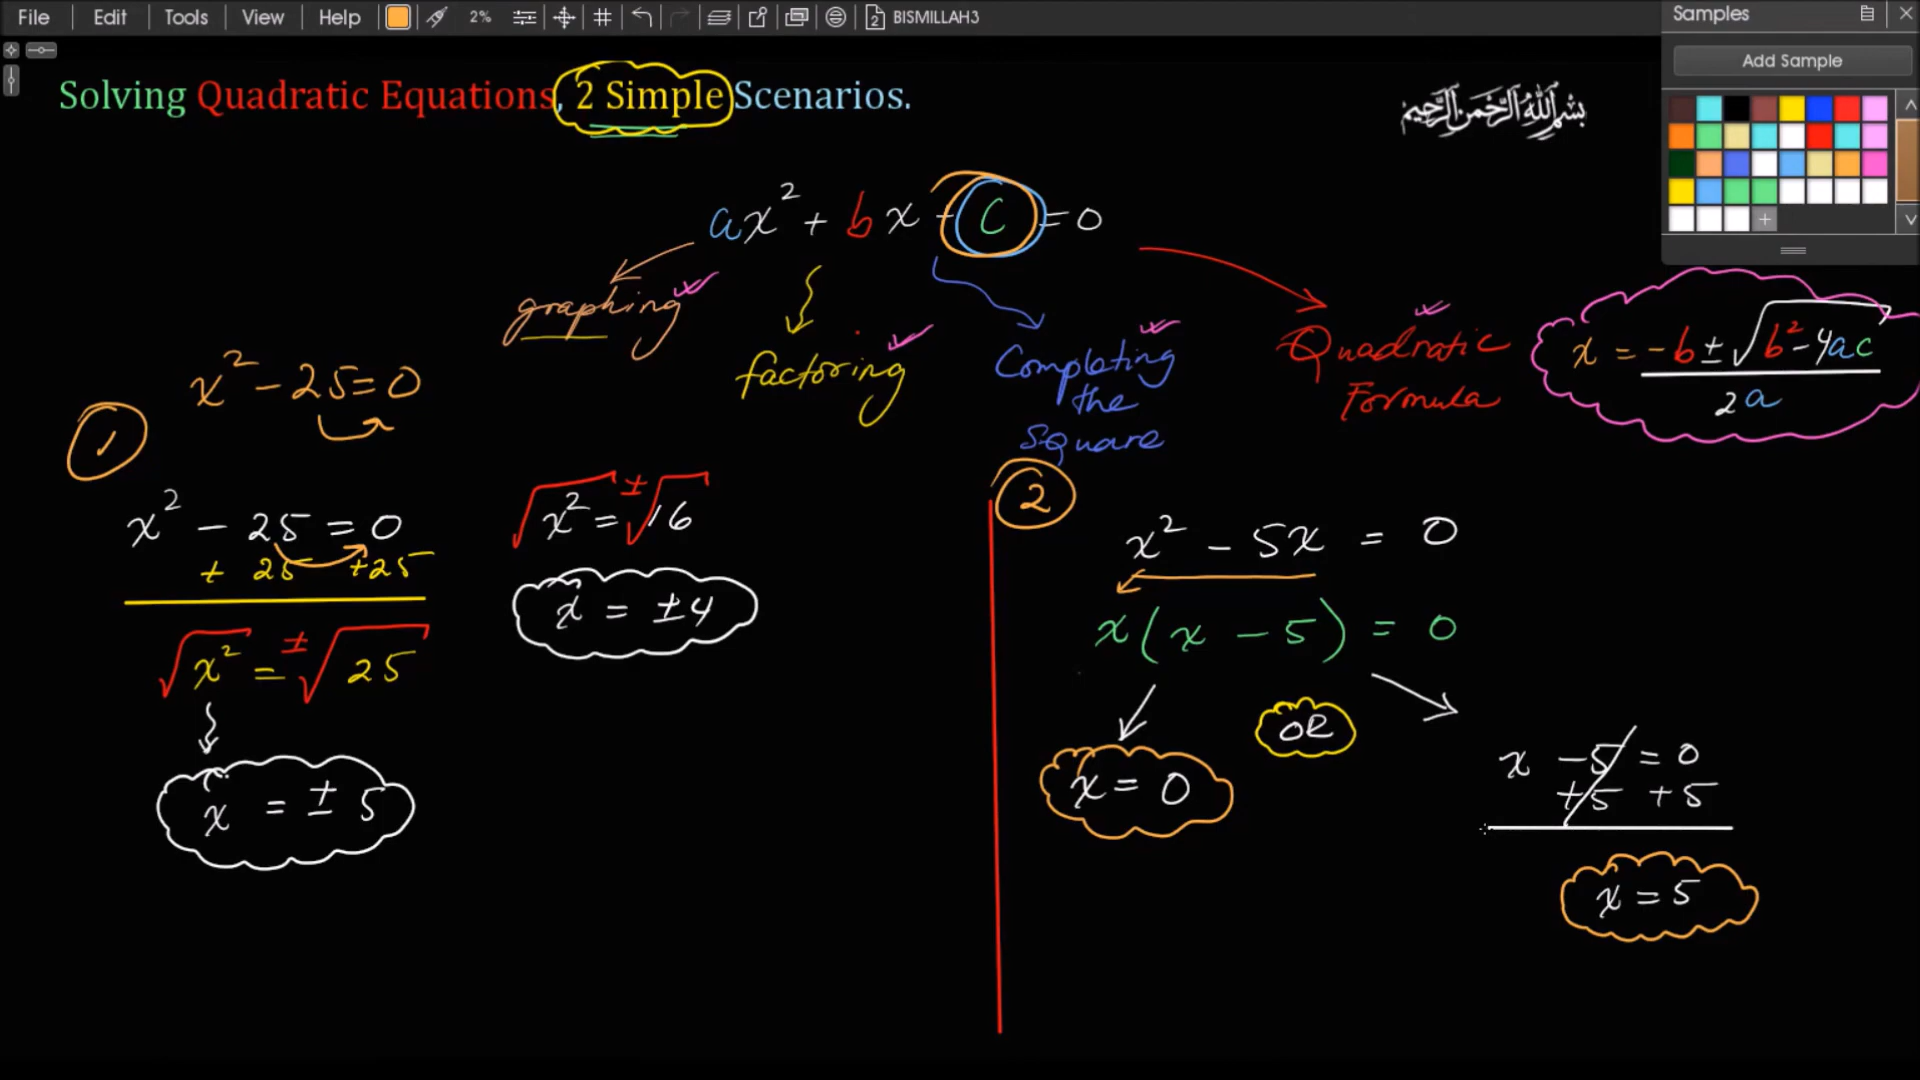 File Edit Tools View Help 2% BISMILLAH3
Samples
Add Sample
Solving Quadratic Equations, 2 Simple Scenarios.
بسم الله الرحمن الرحيم
ax² + bx + c = 0
graphing
factoring
Completing
the
Square
Quadratic
Formula
x = -b ± √b² - 4ac
2a
1
x² - 25 = 0
x² - 25 = 0
+ 25 +25
√x² = ±√25
x = ± 5
√x² = ±√16
x = ±4
2
x² - 5x = 0
x(x - 5) = 0
x = 0
OR
x - 5 = 0
+5 +5
x = 5